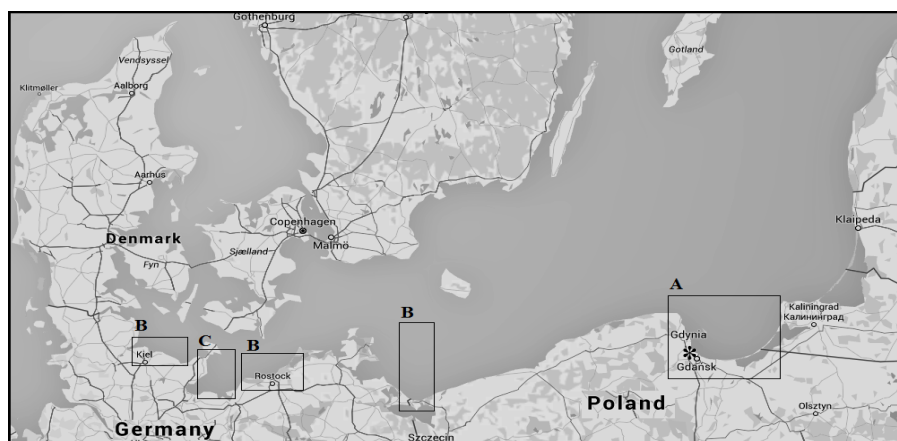 Gothenburg
Gotland
Vendsyssel
Klitmøller
Aalborg
Aarhus
Copenhagen
Malmö
Klaipeda
Denmark
Sjælland
Fyn
A
Kaliningrad
Калининград
B
B
Gdynia
C
B
Kiel
*
Gdańsk
Rostock
Poland
Olsztyn
Germany
Szczecin